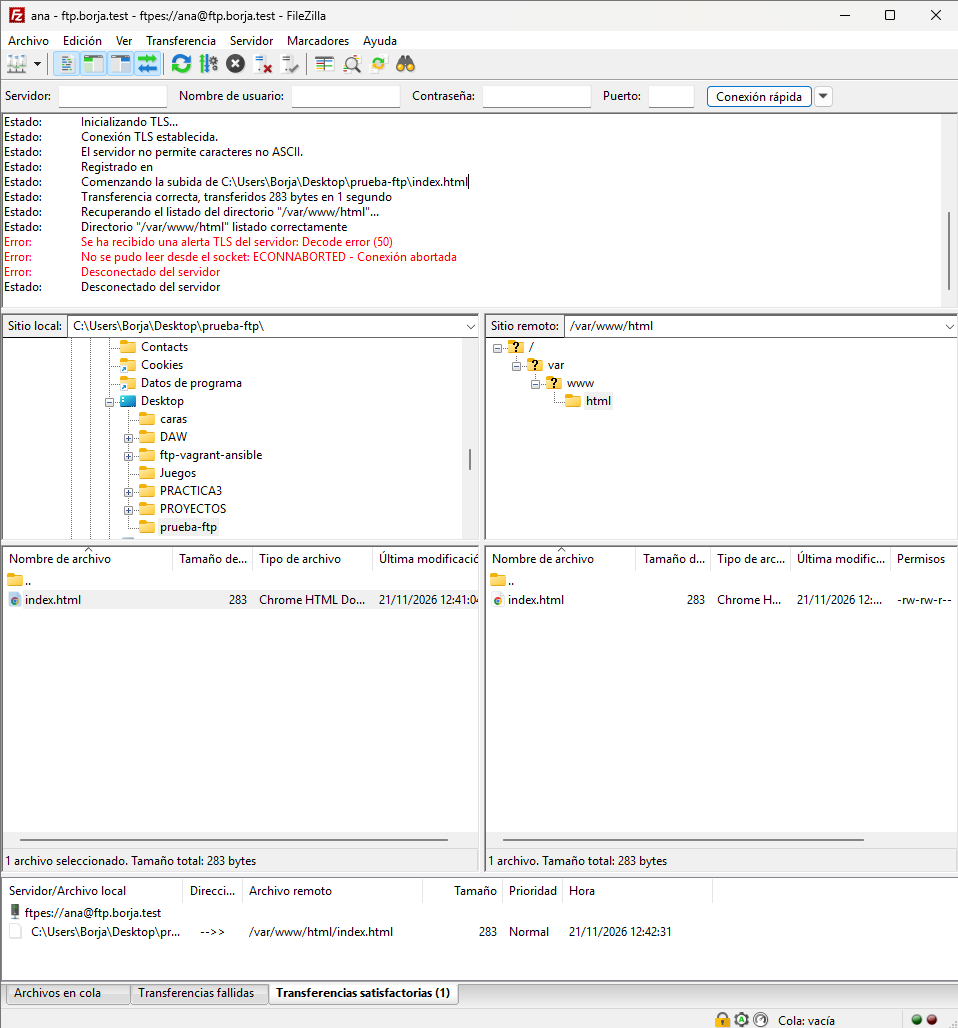 ana - ftp.borja.test - ftpes://ana@ftp.borja.test - FileZilla
Archivo Edición Ver Transferencia Servidor Marcadores Ayuda
Servidor: Nombre de usuario: Contraseña: Puerto: Conexión rápida
Estado: Inicializando TLS...
Estado: Conexión TLS establecida.
Estado: El servidor no permite caracteres no ASCII.
Estado: Registrado en
Estado: Comenzando la subida de C:\Users\Borja\Desktop\prueba-ftp\index.html
Estado: Transferencia correcta, transferidos 283 bytes en 1 segundo
Estado: Recuperando el listado del directorio "/var/www/html"...
Estado: Directorio "/var/www/html" listado correctamente
Error: Se ha recibido una alerta TLS del servidor: Decode error (50)
Error: No se pudo leer desde el socket: ECONNABORTED - Conexión abortada
Error: Desconectado del servidor
Estado: Desconectado del servidor
Sitio local: C:\Users\Borja\Desktop\prueba-ftp\
Contacts
Cookies
Datos de programa
Desktop
caras
DAW
ftp-vagrant-ansible
Juegos
PRACTICA3
PROYECTOS
prueba-ftp
Sitio remoto: /var/www/html
/
var
www
html
Nombre de archivo Tamaño de... Tipo de archivo Última modificació
..
index.html 283 Chrome HTML Do... 21/11/2026 12:41:04
1 archivo seleccionado. Tamaño total: 283 bytes
Nombre de archivo Tamaño d... Tipo de arc... Última modific... Permisos
..
index.html 283 Chrome H... 21/11/2026 12:... -rw-rw-r--
1 archivo. Tamaño total: 283 bytes
Servidor/Archivo local Direcci... Archivo remoto Tamaño Prioridad Hora
ftpes://ana@ftp.borja.test
C:\Users\Borja\Desktop\pr... -->> /var/www/html/index.html 283 Normal 21/11/2026 12:42:31
Archivos en cola Transferencias fallidas Transferencias satisfactorias (1)
Cola: vacía